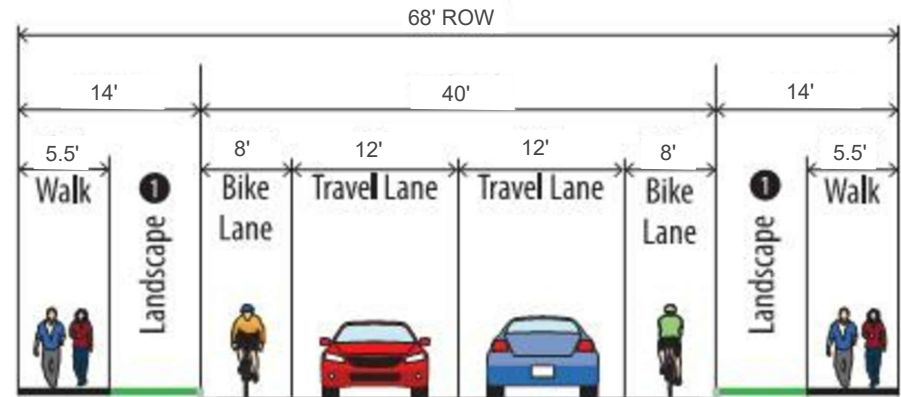 68' ROW
14'
40'
14'
5.5'
8'
12'
12'
8'
5.5'
Walk
1
Landscape
Bike
Lane
Travel Lane
Travel Lane
Bike
Lane
1
Landscape
Walk